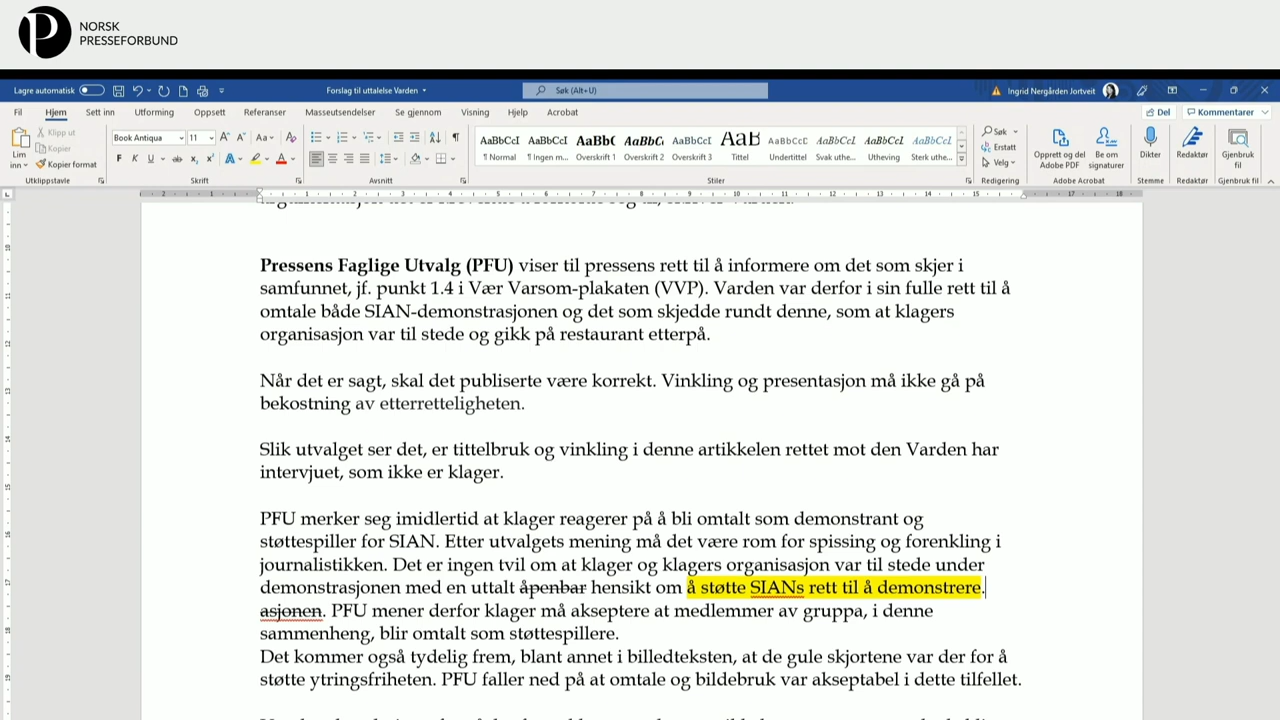 NORSK
PRESSEFORBUND
Lagre automatisk
Forslag til uttalelse Varden
Søk (Alt+U)
Ingrid Nergården Jortveit
Fil Hjem Sett inn Utforming Oppsett Referanser Masseutsendelser Se gjennom Visning Hjelp Acrobat
Del Kommentarer
Lim inn
Klipp ut
Kopier
Kopier format
Utklippstavle
Book Antiqua 11
Skrift
Avsnitt
AaBbCcI AaBbCcI AaBb( AaBbC. AaBbCcI AaB AaBbCcC AaBbCcI AaBbCcI AaBbCcI
¶ Normal ¶ Ingen m... Overskrift 1 Overskrift 2 Overskrift 3 Tittel Undertittel Svak uthe... Utheving Sterk uthe...
Stiler
Søk
Erstatt
Velg
Redigering
Opprett og del Adobe PDF
Be om signaturer
Adobe Acrobat
Dikter
Stemme
Redaktør
Redaktør
Gjenbruk fil
Gjenbruk fil
Pressens Faglige Utvalg (PFU) viser til pressens rett til å informere om det som skjer i
samfunnet, jf. punkt 1.4 i Vær Varsom-plakaten (VVP). Varden var derfor i sin fulle rett til å
omtale både SIAN-demonstrasjonen og det som skjedde rundt denne, som at klagers
organisasjon var til stede og gikk på restaurant etterpå.
Når det er sagt, skal det publiserte være korrekt. Vinkling og presentasjon må ikke gå på
bekostning av etterretteligheten.
Slik utvalget ser det, er tittelbruk og vinkling i denne artikkelen rettet mot den Varden har
intervjuet, som ikke er klager.
PFU merker seg imidlertid at klager reagerer på å bli omtalt som demonstrant og
støttespiller for SIAN. Etter utvalgets mening må det være rom for spissing og forenkling i
journalistikken. Det er ingen tvil om at klager og klagers organisasjon var til stede under
demonstrasjonen med en uttalt åpenbar hensikt om å støtte SIANs rett til å demonstrere.
asjonen. PFU mener derfor klager må akseptere at medlemmer av gruppa, i denne
sammenheng, blir omtalt som støttespillere.
Det kommer også tydelig frem, blant annet i billedteksten, at de gule skjortene var der for å
støtte ytringsfriheten. PFU faller ned på at omtale og bildebruk var akseptabel i dette tilfellet.